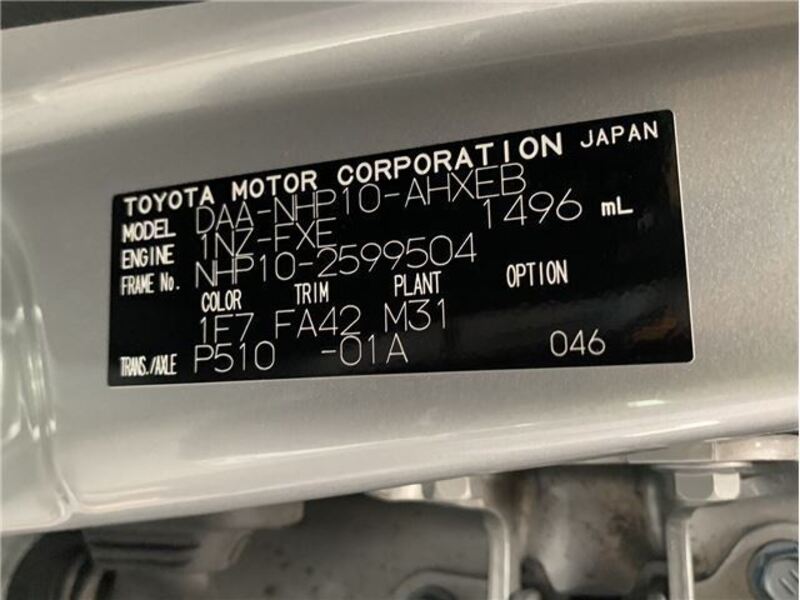 TOYOTA MOTOR CORPORATION JAPAN
MODEL DAA-NHP10-AHXEB
ENGINE 1NZ-FXE 1496 mL
FRAME No. NHP10-2599504
COLOR TRIM PLANT OPTION
1F7 FA42 M31
TRANS./AXLE P510 -01A 046